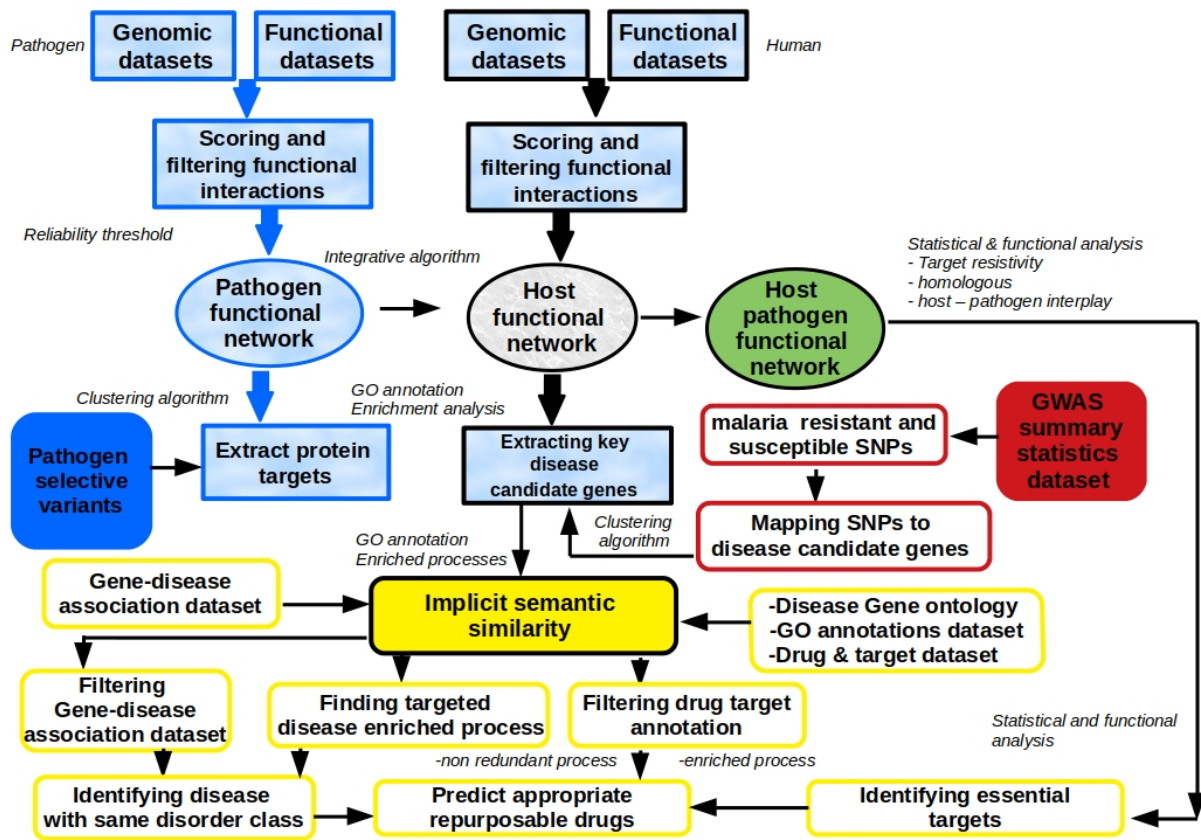 Pathogen
Genomic
datasets
Functional
datasets
Genomic
datasets
Functional
datasets
Human
Scoring and
filtering functional
interactions
Scoring and
filtering functional
interactions
Reliability threshold
Integrative algorithm
Statistical & functional analysis
- Target resistivity
- homologous
- host – pathogen interplay
Pathogen
functional
network
Host
functional
network
Host
pathogen
functional
network
Clustering algorithm
GO annotation
Enrichment analysis
Pathogen
selective
variants
Extract protein
targets
Extracting key
disease
candidate genes
malaria resistant and
susceptible SNPs
GWAS
summary
statistics
dataset
Clustering
algorithm
Mapping SNPs to
disease candidate genes
GO annotation
Enriched processes
Gene-disease
association dataset
Implicit semantic
similarity
-Disease Gene ontology
-GO annotations dataset
-Drug & target dataset
Filtering
Gene-disease
association dataset
Finding targeted
disease enriched process
Filtering drug target
annotation
Statistical and functional
analysis
-non redundant process
-enriched process
Identifying disease
with same disorder class
Predict appropriate
repurposable drugs
Identifying essential
targets